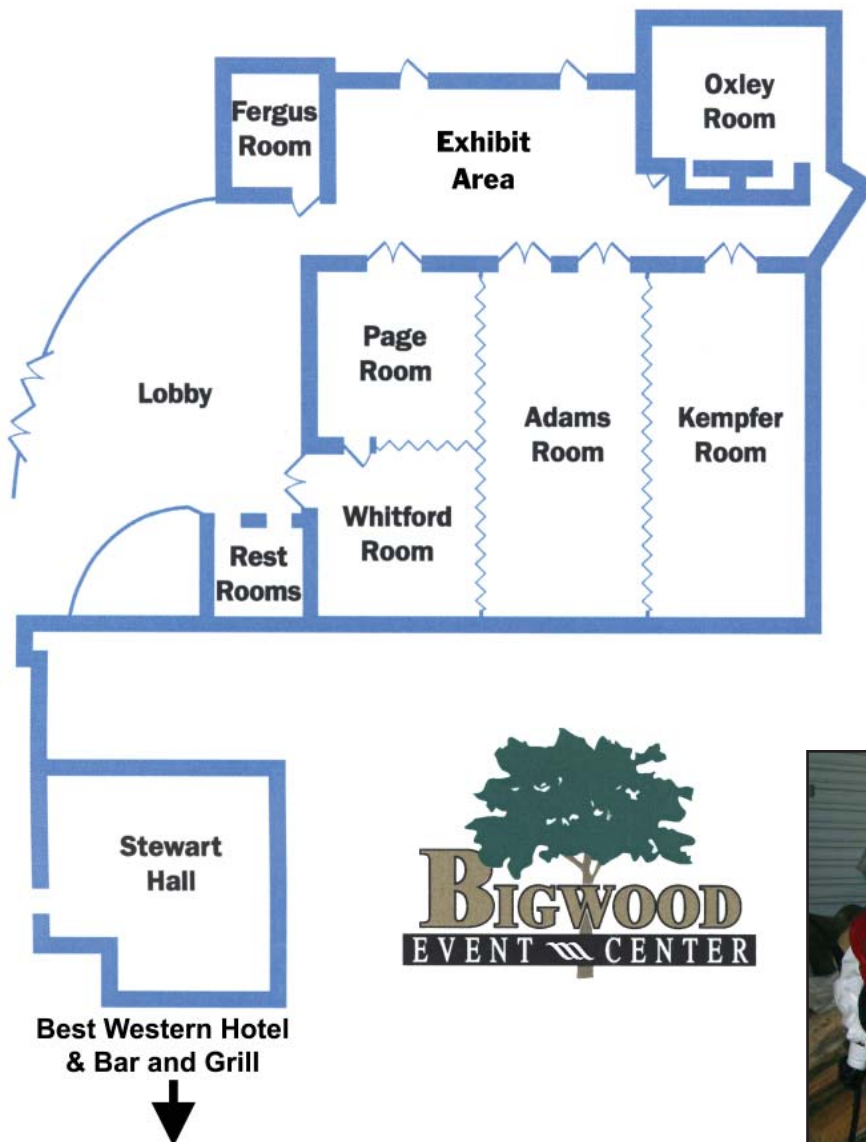 Fergus
Room
Exhibit
Area
Oxley
Room
Lobby
Page
Room
Adams
Room
Kempfer
Room
Whitford
Room
Rest
Rooms
Stewart
Hall
BIGWOOD
EVENT CENTER
Best Western Hotel
& Bar and Grill